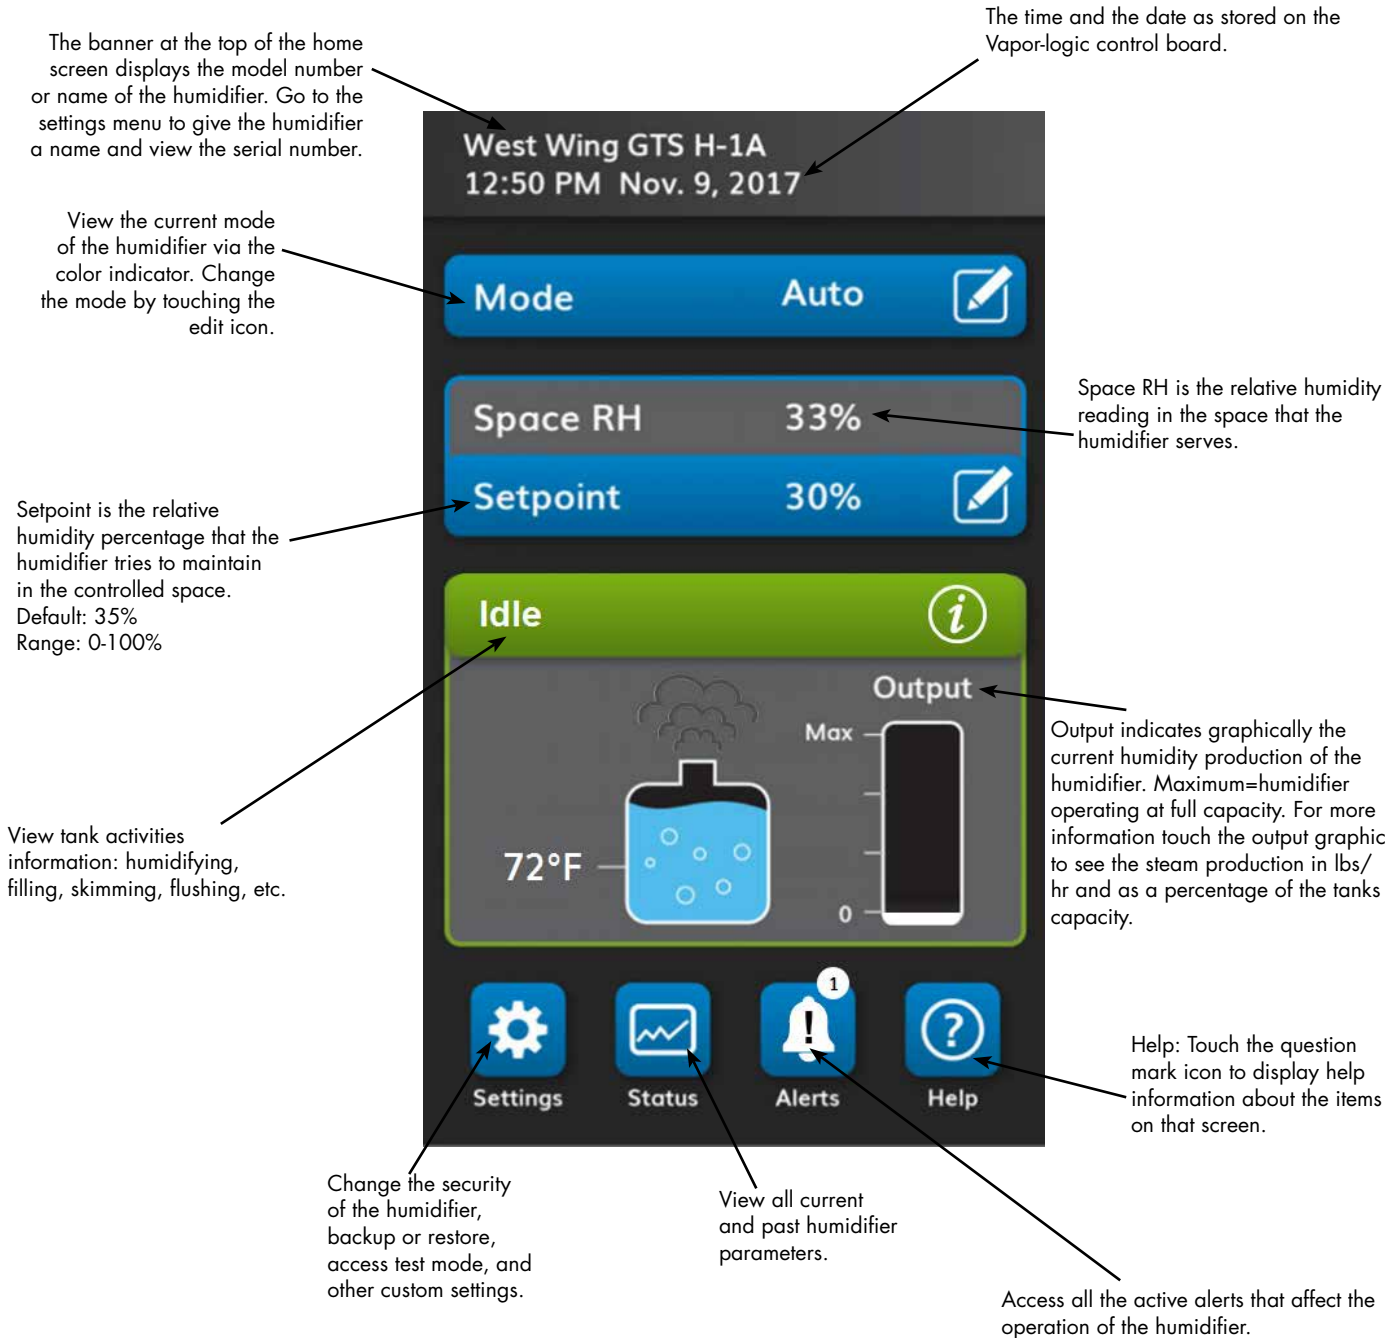 The time and the date as stored on the
Vapor-logic control board.
The banner at the top of the home
screen displays the model number
or name of the humidifier. Go to the
settings menu to give the humidifier
a name and view the serial number.
West Wing GTS H-1A
12:50 PM Nov. 9, 2017
View the current mode
of the humidifier via the
color indicator. Change
the mode by touching the
edit icon.
Mode Auto
Space RH 33%
Space RH is the relative humidity
reading in the space that the
humidifier serves.
Setpoint 30%
Setpoint is the relative
humidity percentage that the
humidifier tries to maintain
in the controlled space.
Default: 35%
Range: 0-100%
Idle i
Output
Max
0
72°F
Output indicates graphically the
current humidity production of the
humidifier. Maximum=humidifier
operating at full capacity. For more
information touch the output graphic
to see the steam production in lbs/
hr and as a percentage of the tanks
capacity.
View tank activities
information: humidifying,
filling, skimming, flushing, etc.
1
! ?
Settings Status Alerts Help
Help: Touch the question
mark icon to display help
information about the items
on that screen.
Change the security
of the humidifier,
backup or restore,
access test mode, and
other custom settings.
View all current
and past humidifier
parameters.
Access all the active alerts that affect the
operation of the humidifier.